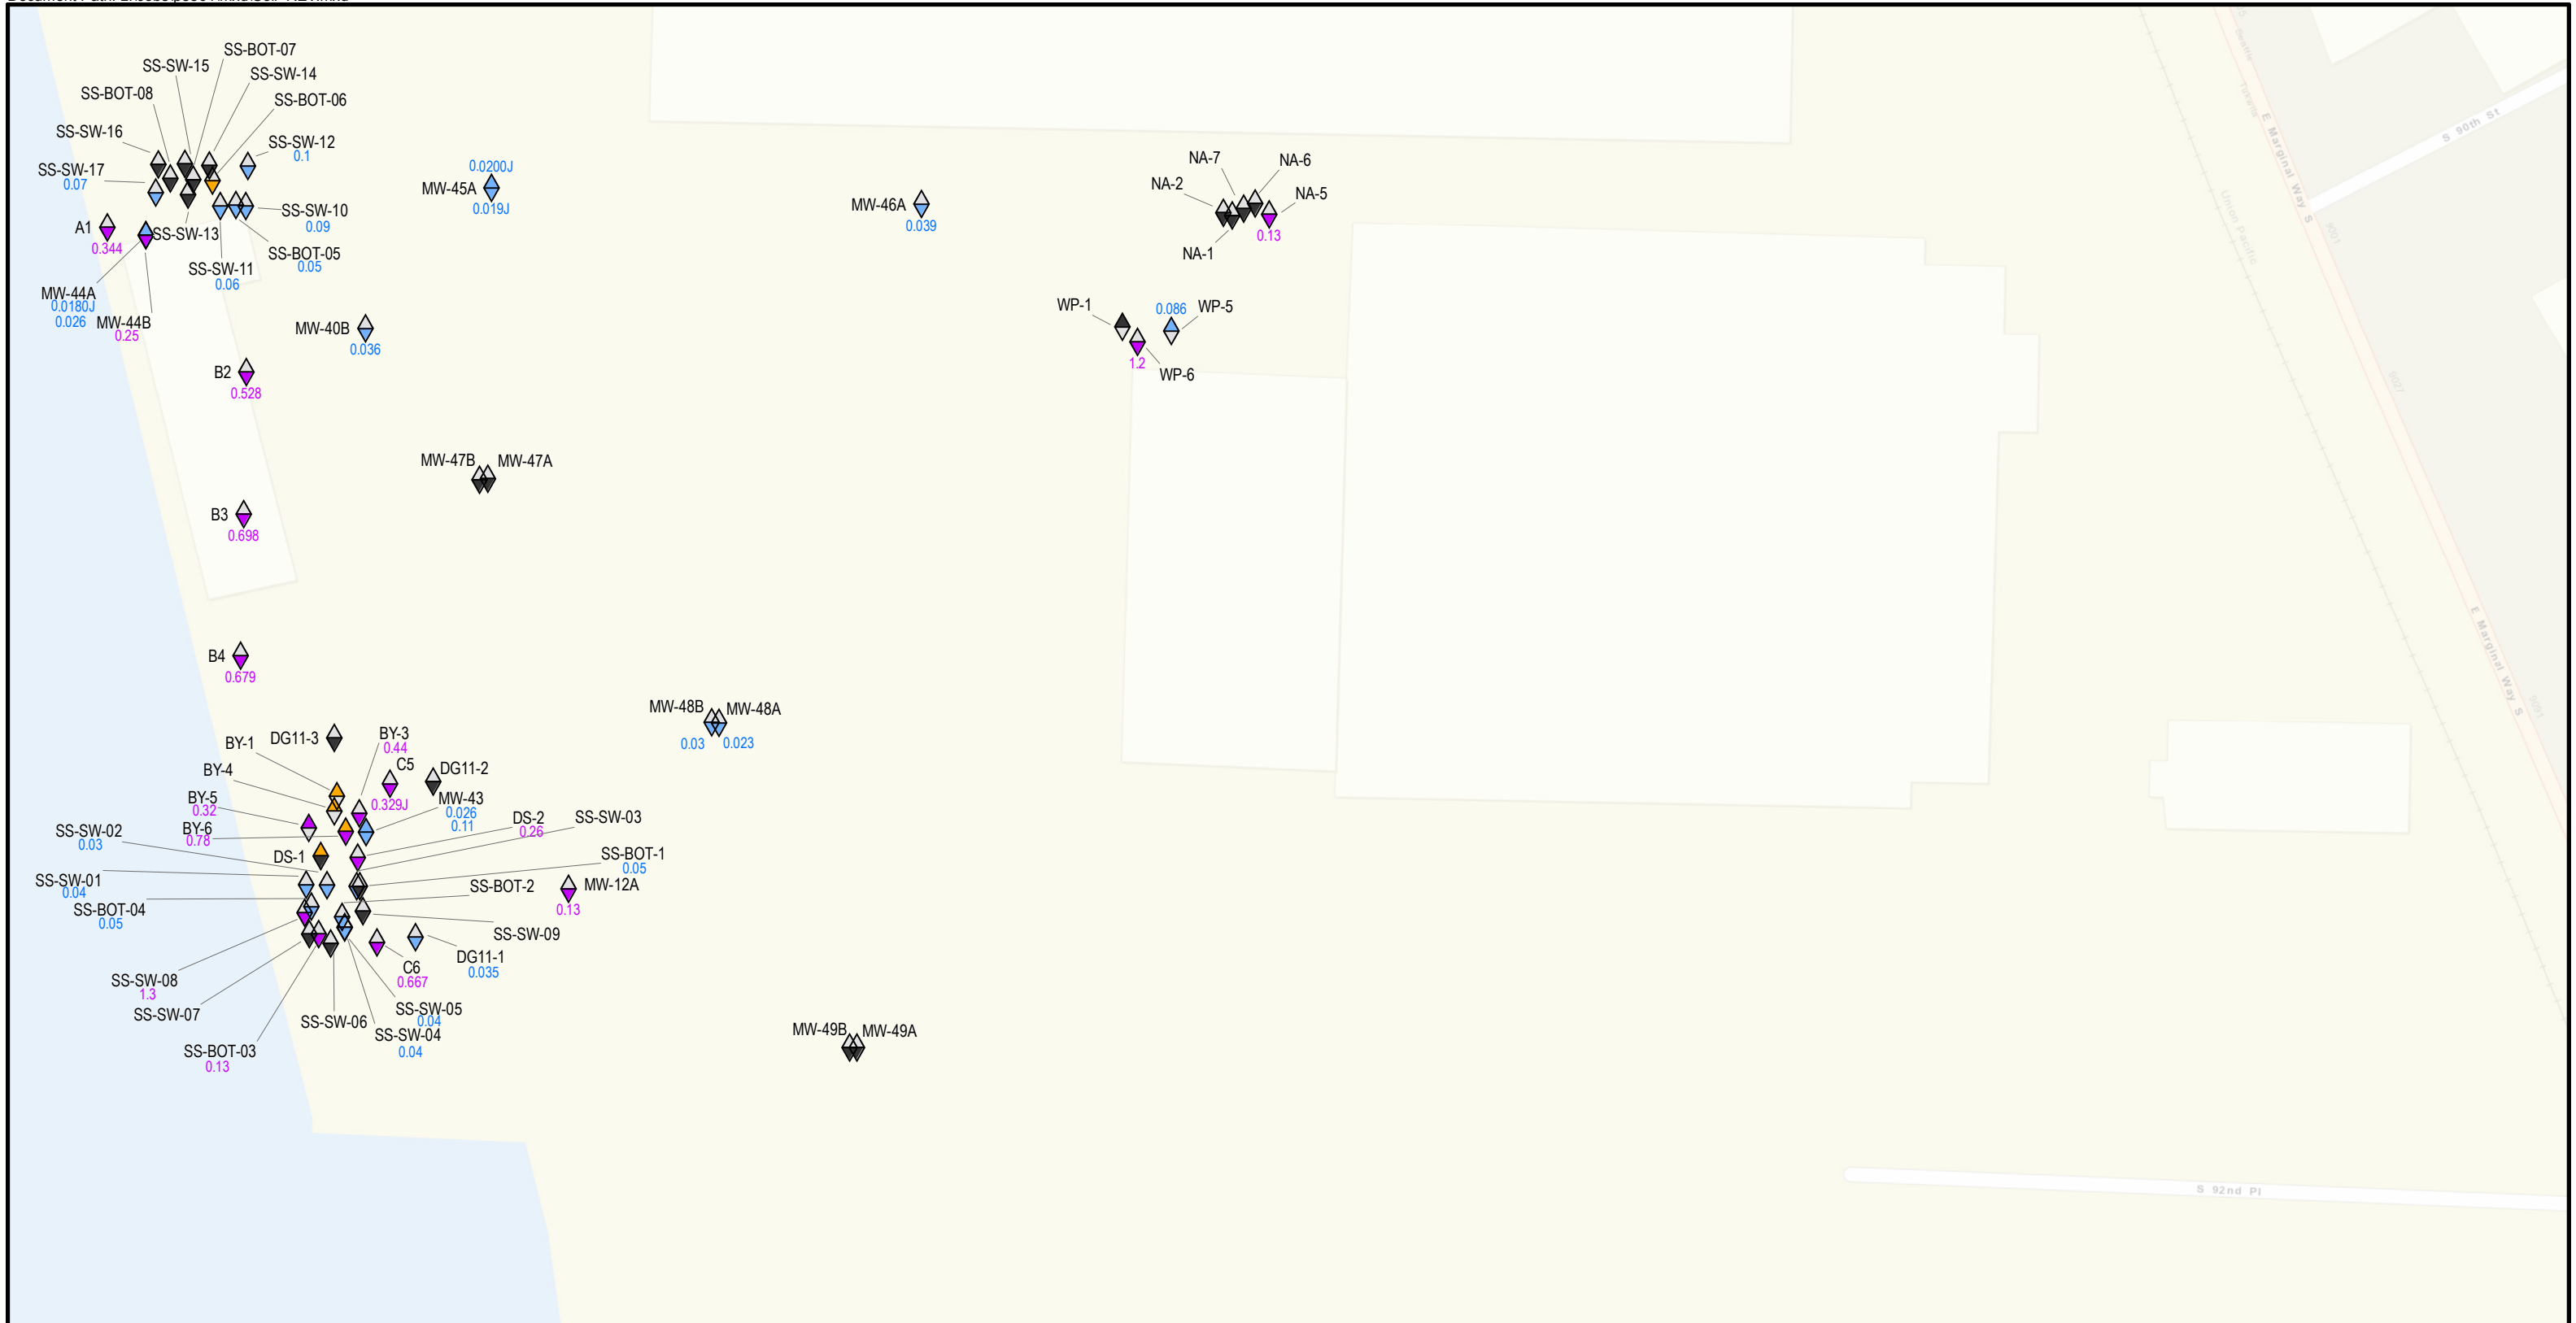 SS-BOT-07
SS-SW-15
SS-SW-14
SS-BOT-08
SS-BOT-06
SS-SW-16
SS-SW-12
0.1
SS-SW-17
0.07
SS-SW-10
0.09
A1
0.344
SS-SW-13
SS-BOT-05
0.05
SS-SW-11
0.06
MW-44A
0.0180J
0.026
MW-44B
0.25
0.0200J
MW-45A
0.019J
MW-46A
0.039
NA-7
NA-6
NA-2
NA-5
0.13
NA-1
WP-1
0.086
WP-5
1.2
WP-6
MW-40B
0.036
B2
0.528
MW-47B
MW-47A
B3
0.698
B4
0.679
MW-48B
MW-48A
0.03
0.023
DG11-3
BY-3
0.44
BY-1
C5
0.329J
DG11-2
BY-4
BY-5
0.32
MW-43
0.026
0.11
BY-6
0.78
DS-2
0.26
SS-SW-03
SS-SW-02
0.03
DS-1
SS-BOT-1
0.05
SS-SW-01
0.04
SS-BOT-2
MW-12A
0.13
SS-BOT-04
0.05
SS-SW-09
DG11-1
0.035
C6
0.667
SS-SW-08
1.3
SS-SW-07
SS-SW-05
0.04
SS-SW-06
SS-SW-04
0.04
SS-BOT-03
0.13
MW-49B
MW-49A
Seattle
Tukwila
E Marginal Way S
S 90th St
Union Pacific
E Marginal Way S
S 92nd Pl